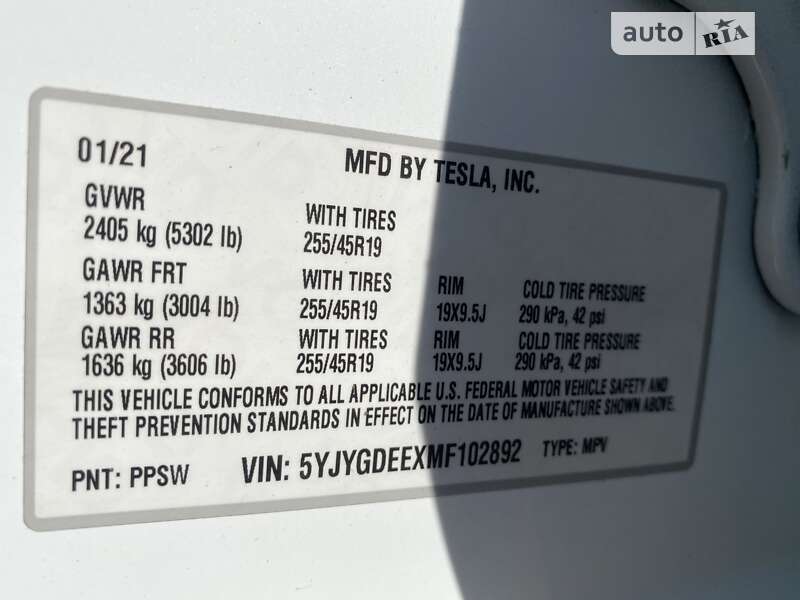 auto RIA
01/21 MFD BY TESLA, INC.
GVWR
2405 kg (5302 lb) WITH TIRES 255/45R19
GAWR FRT WITH TIRES RIM COLD TIRE PRESSURE
1363 kg (3004 lb) 255/45R19 19X9.5J 290 kPa, 42 psi
GAWR RR WITH TIRES RIM COLD TIRE PRESSURE
1636 kg (3606 lb) 255/45R19 19X9.5J 290 kPa, 42 psi
THIS VEHICLE CONFORMS TO ALL APPLICABLE U.S. FEDERAL MOTOR VEHICLE SAFETY AND
THEFT PREVENTION STANDARDS IN EFFECT ON THE DATE OF MANUFACTURE SHOWN ABOVE.
PNT: PPSW VIN: 5YJYGDEEXMF102892 TYPE: MPV